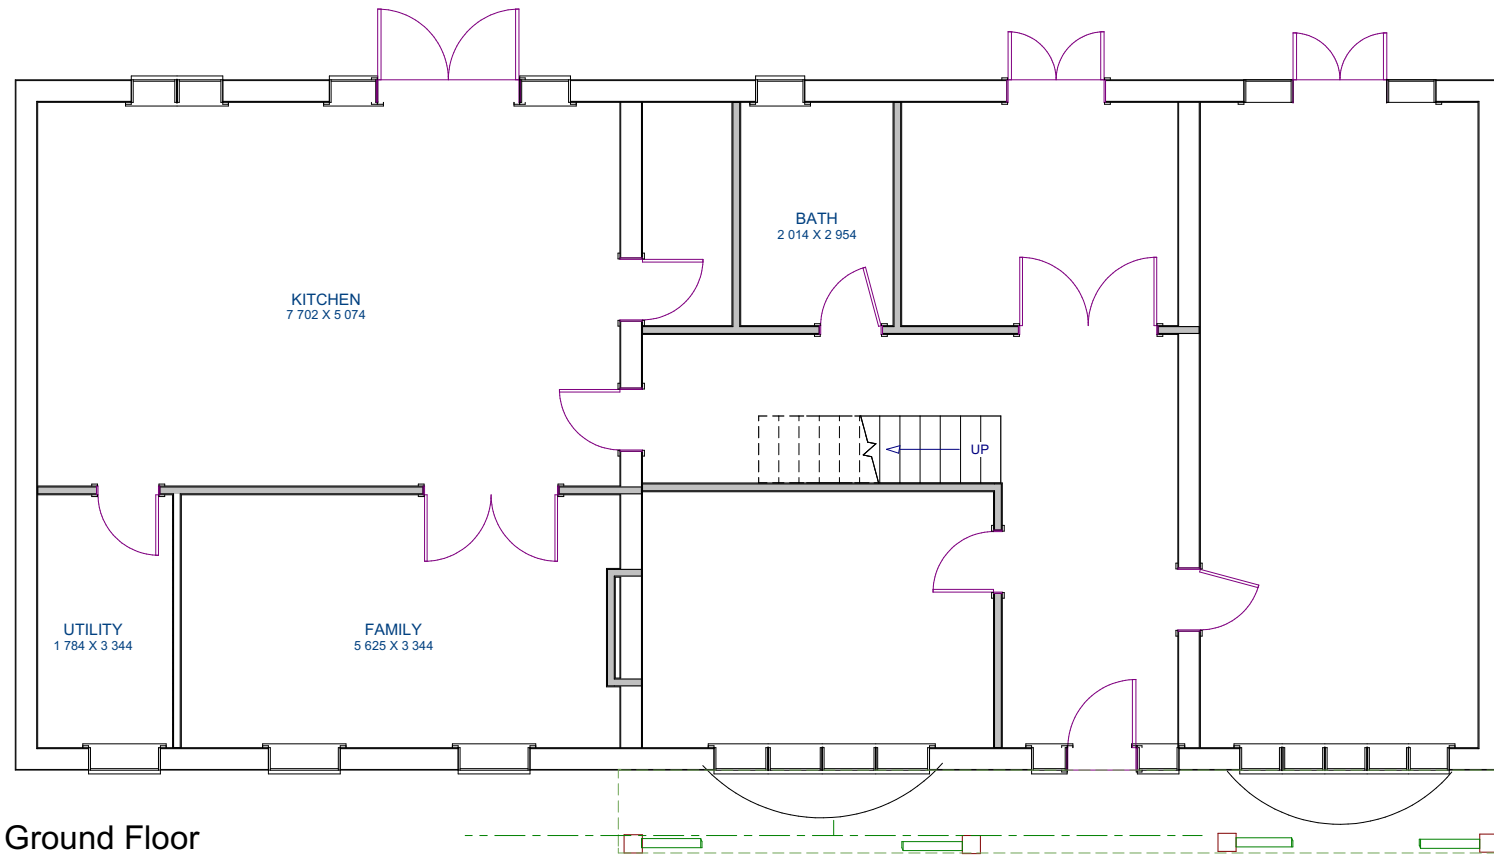 BATH
2 014 X 2 954
KITCHEN
7 702 X 5 074
UP
UTILITY
1 784 X 3 344
FAMILY
5 625 X 3 344
Ground Floor